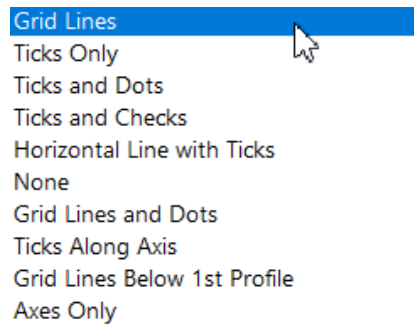 Grid Lines
Ticks Only
Ticks and Dots
Ticks and Checks
Horizontal Line with Ticks
None
Grid Lines and Dots
Ticks Along Axis
Grid Lines Below 1st Profile
Axes Only